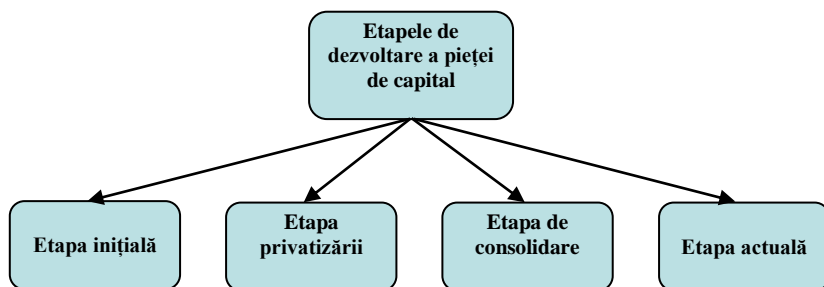 Etapele de
dezvoltare a pieței
de capital
Etapa inițială
Etapa
privatizării
Etapa de
consolidare
Etapa actuală